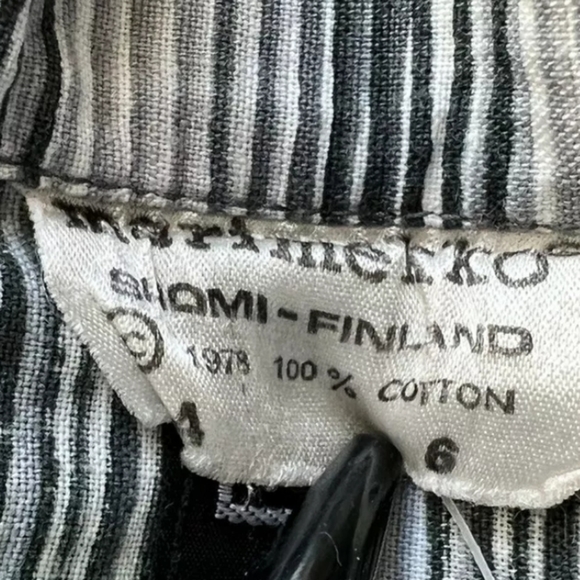 marimekko
SUOMI-FINLAND
© 1978 100% COTTON
6